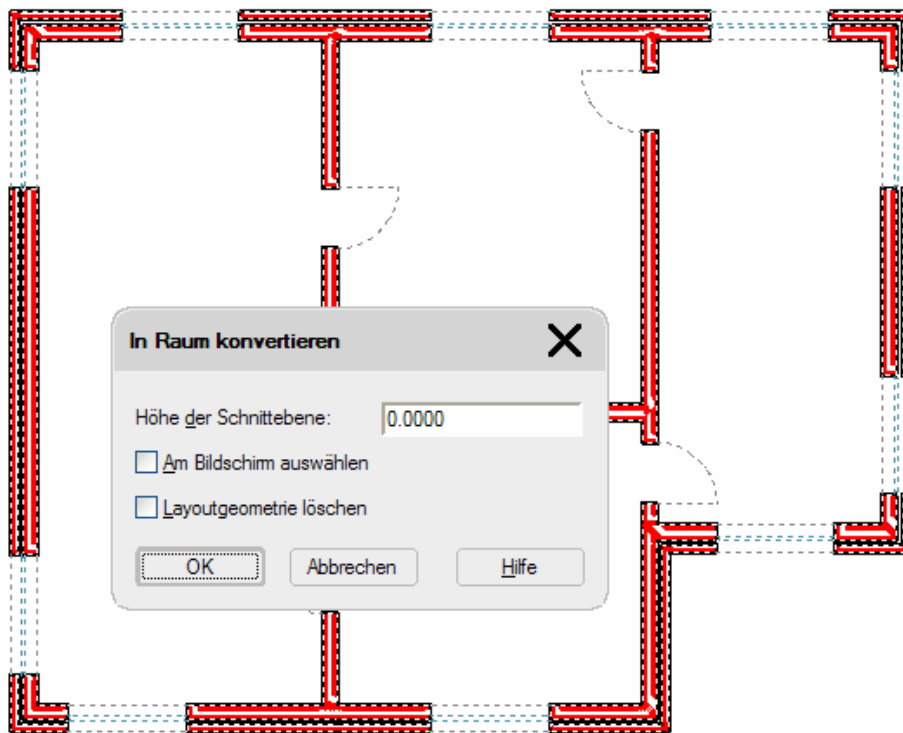 In Raum konvertieren
Höhe der Schnittebene: 0.0000
Am Bildschirm auswählen
Layoutgeometrie löschen
OK Abbrechen Hilfe